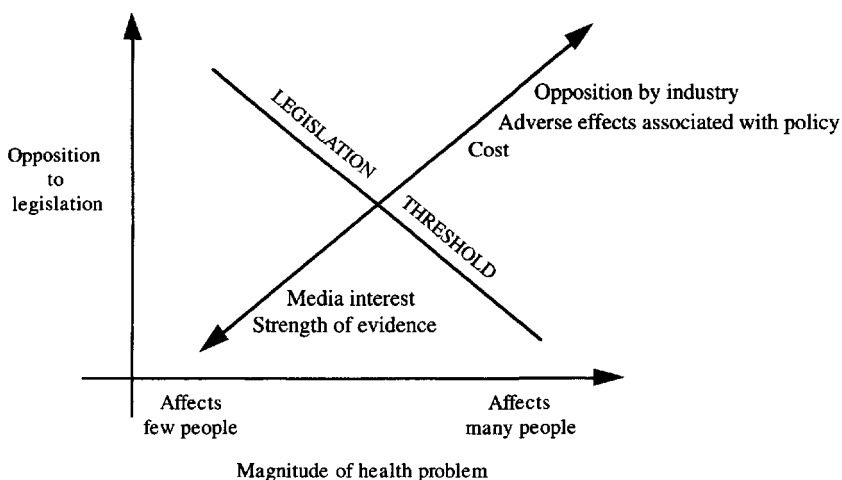 Opposition by industry
Adverse effects associated with policy
Cost
LEGISLATION
THRESHOLD
Opposition
to
legislation
Media interest
Strength of evidence
Affects
few people
Affects
many people
Magnitude of health problem